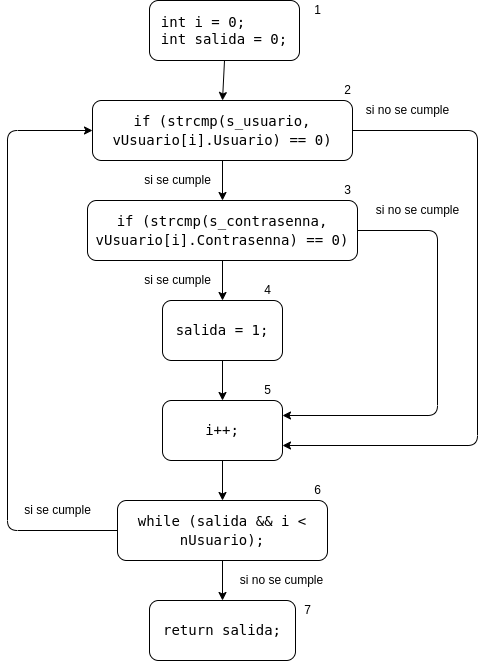 1
int i = 0;
int salida = 0;
2
if (strcmp(s_usuario,
vUsuario[i].Usuario) == 0)
si no se cumple
si se cumple
3
if (strcmp(s_contrasenna,
vUsuario[i].Contrasenna) == 0)
si no se cumple
si se cumple
4
salida = 1;
5
i++;
6
while (salida && i <
nUsuario);
si se cumple
si no se cumple
7
return salida;